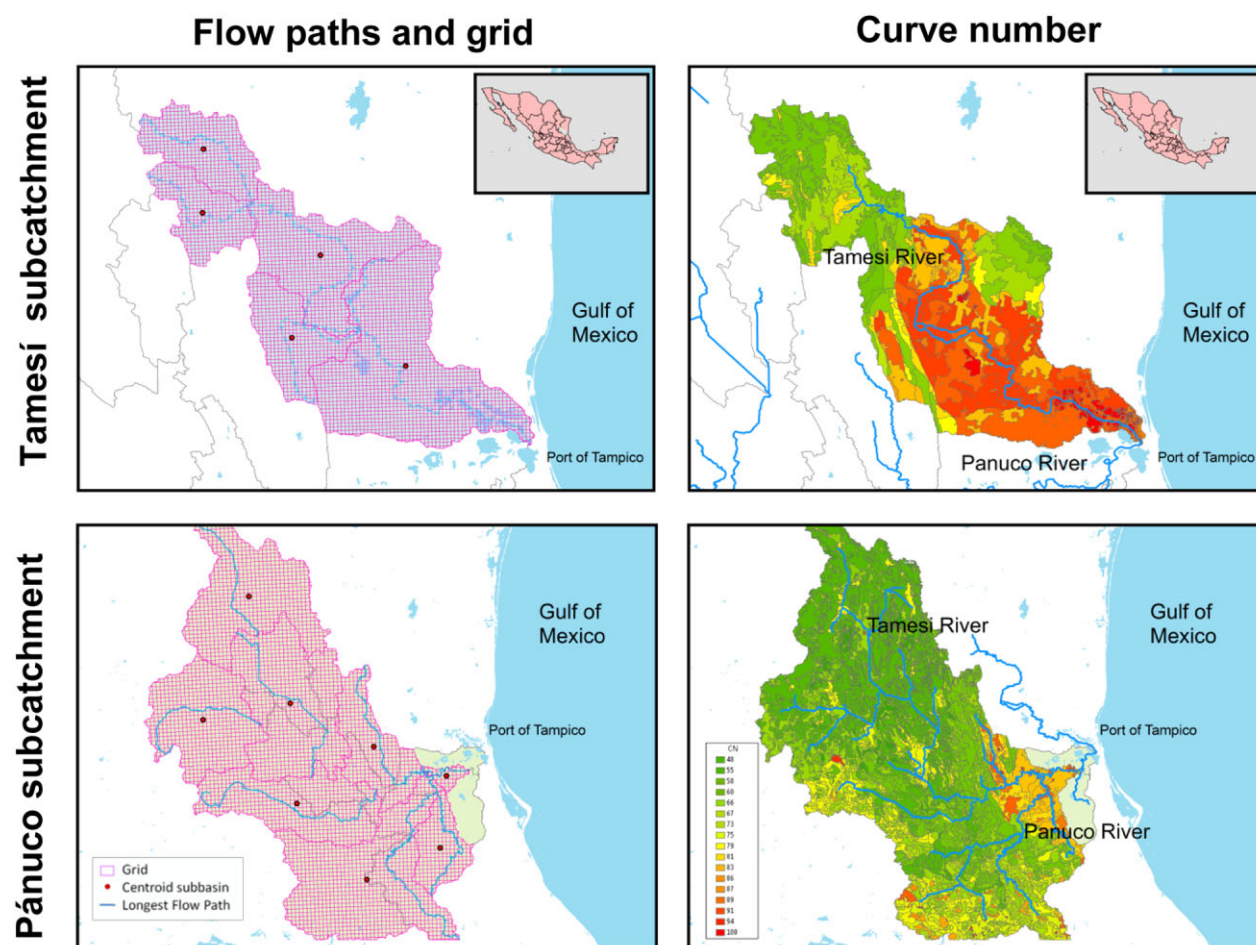 Flow paths and grid
Curve number
Tamesí subcatchment
Gulf of
Mexico
Port of Tampico
Tamesi River
Gulf of
Mexico
Panuco River
Port of Tampico
Pánuco subcatchment
Gulf of
Mexico
Port of Tampico
Grid
Centroid subbasin
Longest Flow Path
Tamesi River
Gulf of
Mexico
Port of Tampico
Panuco River
CN
48
55
58
60
66
67
73
75
79
81
83
86
87
89
91
94
100